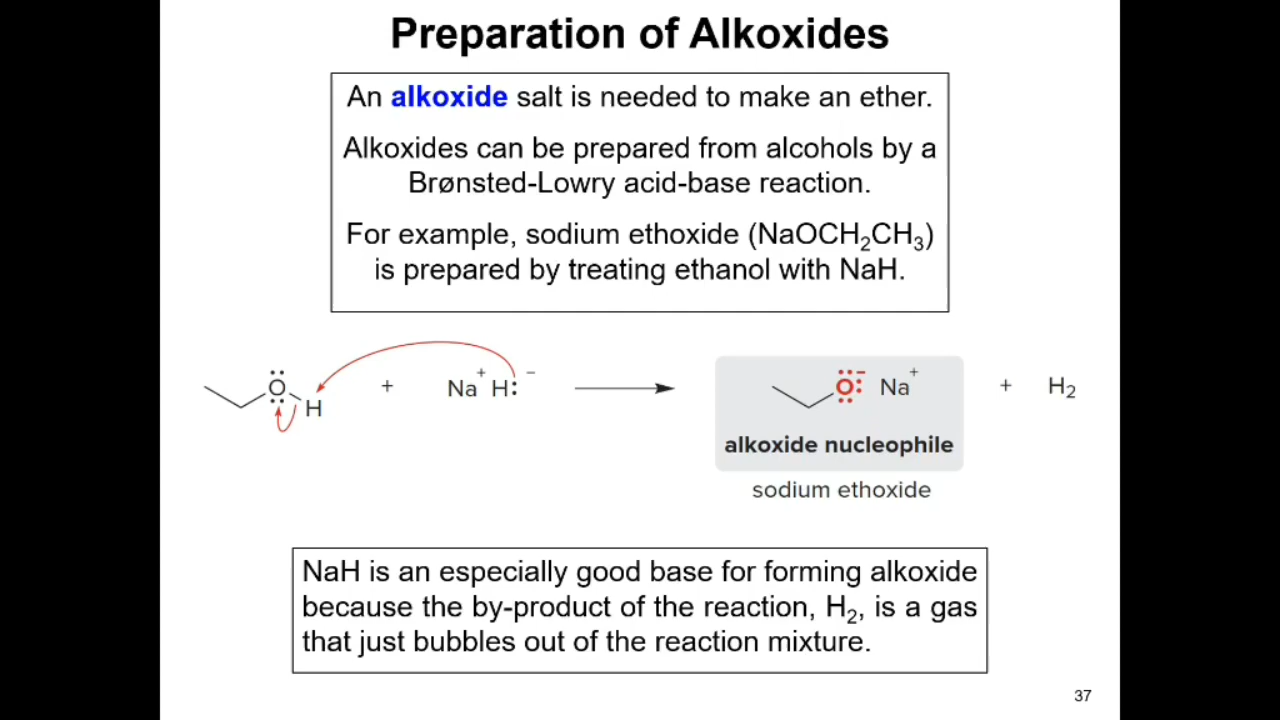 Preparation of Alkoxides
An alkoxide salt is needed to make an ether.
Alkoxides can be prepared from alcohols by a
Brønsted-Lowry acid-base reaction.
For example, sodium ethoxide (NaOCH₂CH₃)
is prepared by treating ethanol with NaH.
O H + Na⁺ H:⁻ O:⁻ Na⁺ + H₂
alkoxide nucleophile
sodium ethoxide
NaH is an especially good base for forming alkoxide
because the by-product of the reaction, H₂, is a gas
that just bubbles out of the reaction mixture.
37